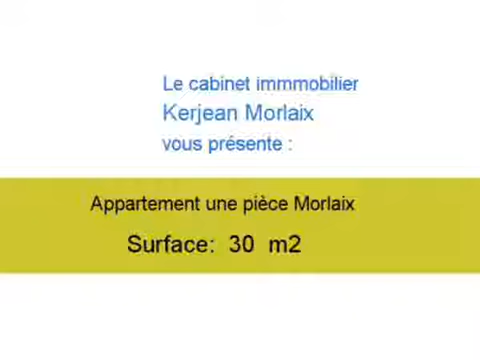 Le cabinet immmobilier
Kerjean Morlaix
vous présente :
Appartement une pièce Morlaix
Surface: 30 m2